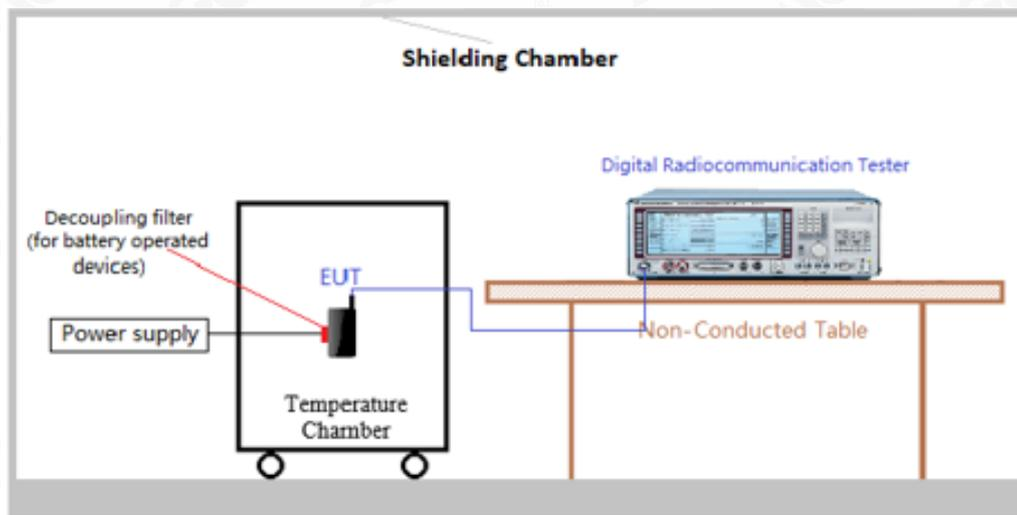 Shielding Chamber
Digital Radiocommunication Tester
Decoupling filter
(for battery operated
devices)
EUT
Power supply
Non-Conducted Table
Temperature
Chamber